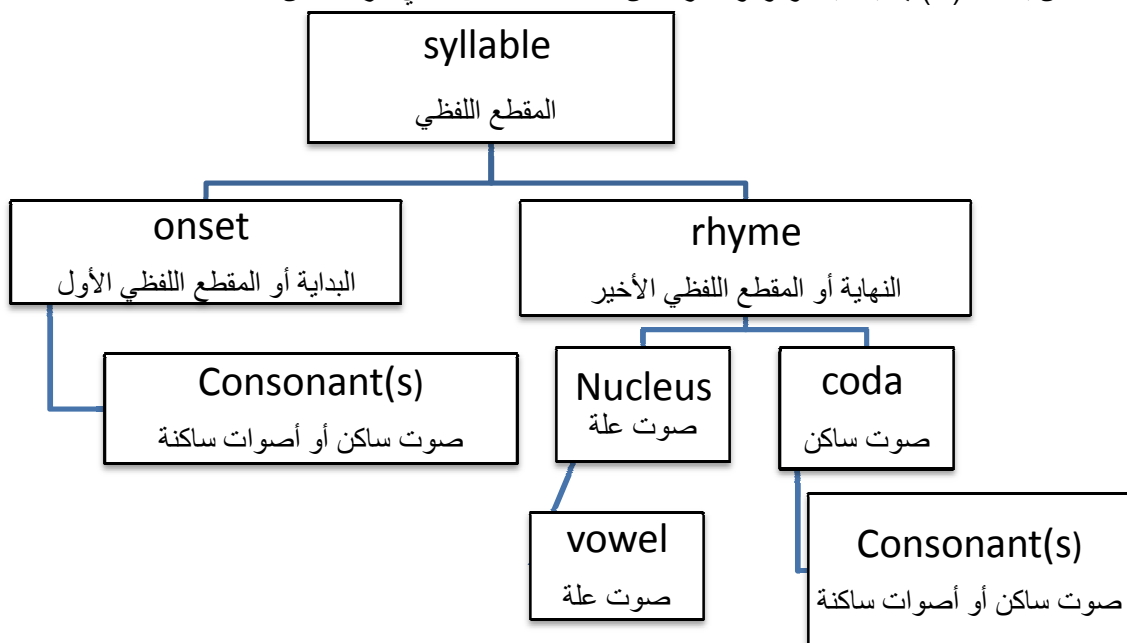 syllable
المقطع اللفظي
onset
البداية أو المقطع اللفظي الأول
rhyme
النهاية أو المقطع اللفظي الأخير
Consonant(s)
صوت ساكن أو أصوات ساكنة
Nucleus
صوت علة
coda
صوت ساكن
vowel
صوت علة
Consonant(s)
صوت ساكن أو أصوات ساكنة